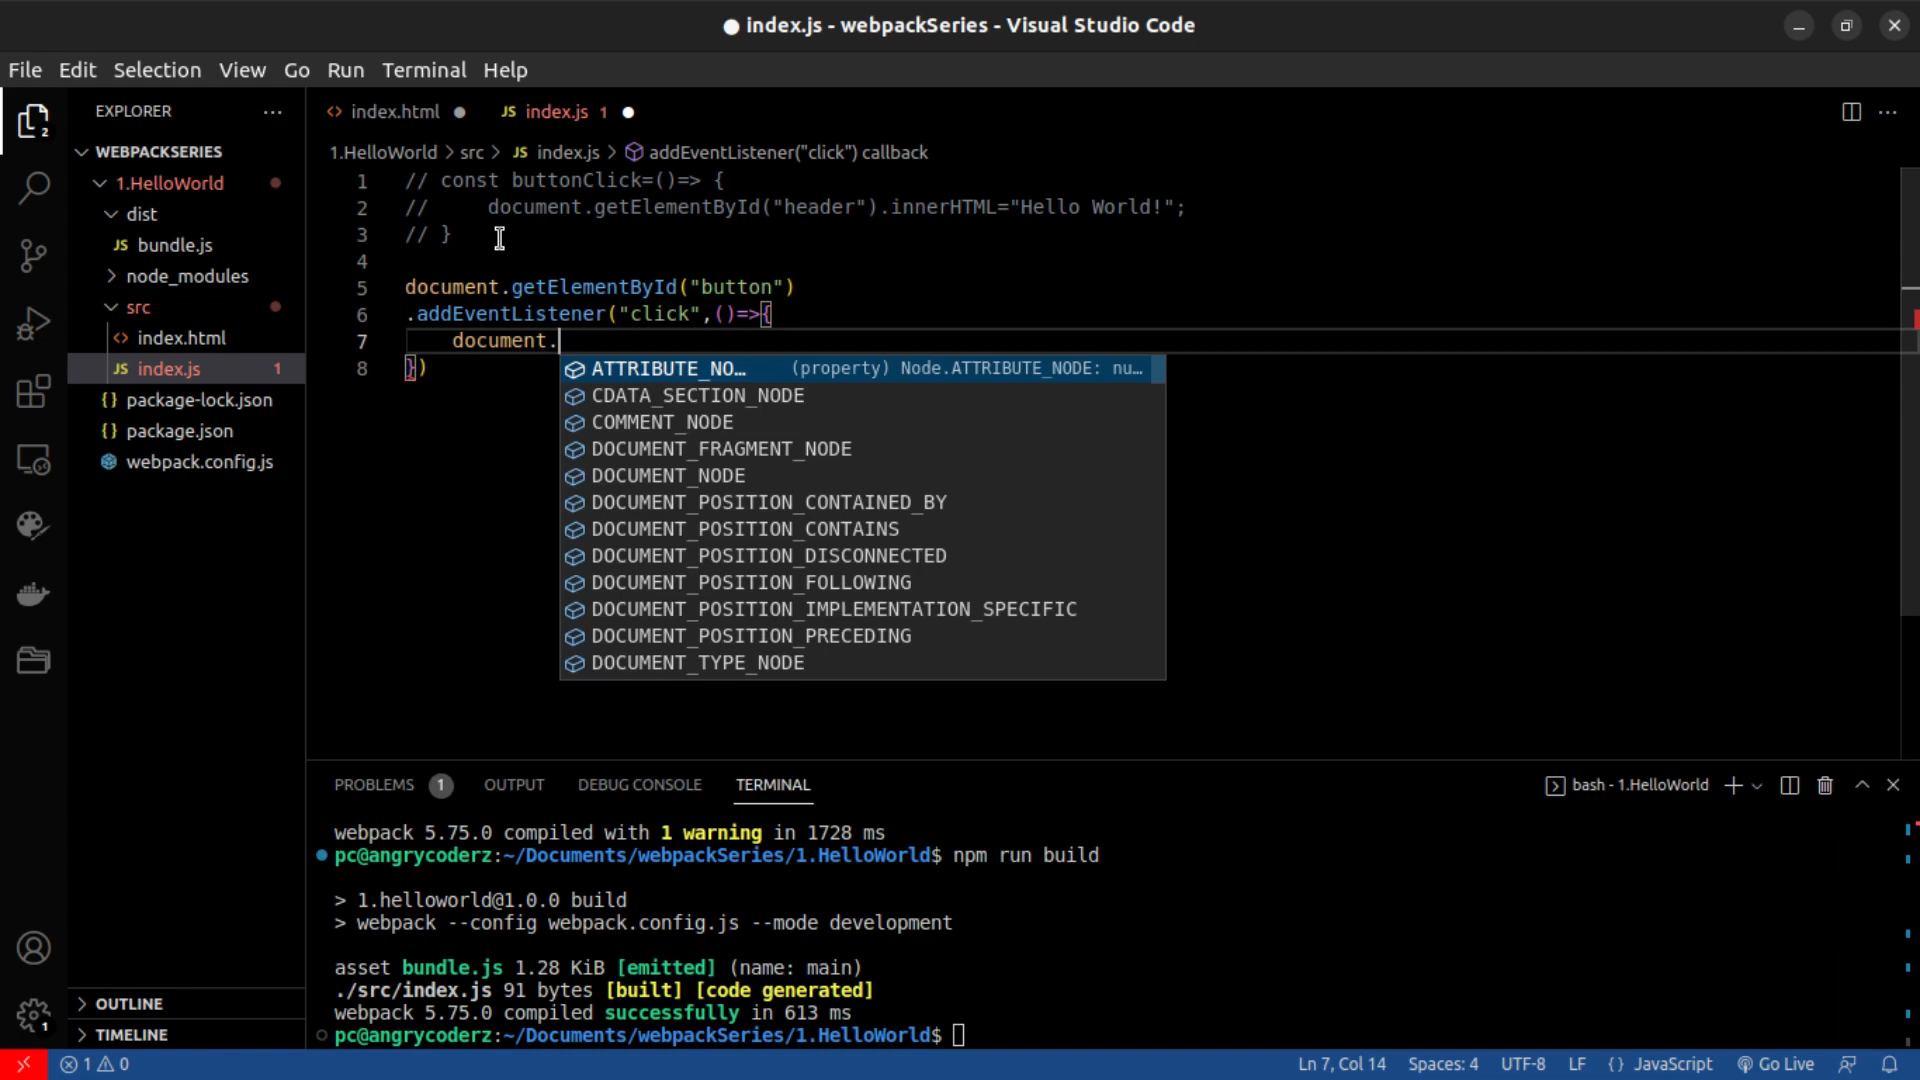 index.js - webpackSeries - Visual Studio Code
File Edit Selection View Go Run Terminal Help
EXPLORER
index.html
JS index.js 1
WEBPACKSERIES
1.HelloWorld > src > JS index.js > addEventListener("click") callback
1.HelloWorld
dist
JS bundle.js
node_modules
src
index.html
JS index.js 1
{} package-lock.json
{} package.json
webpack.config.js
2
1 // const buttonClick=()=> {
2 //     document.getElementById("header").innerHTML="Hello World!";
3 // }
4
5 document.getElementById("button")
6 .addEventListener("click",()=>{
7     document.
8 })
ATTRIBUTE_NO... (property) Node.ATTRIBUTE_NODE: nu...
CDATA_SECTION_NODE
COMMENT_NODE
DOCUMENT_FRAGMENT_NODE
DOCUMENT_NODE
DOCUMENT_POSITION_CONTAINED_BY
DOCUMENT_POSITION_CONTAINS
DOCUMENT_POSITION_DISCONNECTED
DOCUMENT_POSITION_FOLLOWING
DOCUMENT_POSITION_IMPLEMENTATION_SPECIFIC
DOCUMENT_POSITION_PRECEDING
DOCUMENT_TYPE_NODE
PROBLEMS 1 OUTPUT DEBUG CONSOLE TERMINAL
bash - 1.HelloWorld
webpack 5.75.0 compiled with 1 warning in 1728 ms
pc@angrycoderz:~/Documents/webpackSeries/1.HelloWorld$ npm run build
> 1.helloworld@1.0.0 build
> webpack --config webpack.config.js --mode development
asset bundle.js 1.28 KiB [emitted] (name: main)
./src/index.js 91 bytes [built] [code generated]
webpack 5.75.0 compiled successfully in 613 ms
pc@angrycoderz:~/Documents/webpackSeries/1.HelloWorld$
OUTLINE
1
TIMELINE
1 0
Ln 7, Col 14 Spaces: 4 UTF-8 LF {} JavaScript Go Live